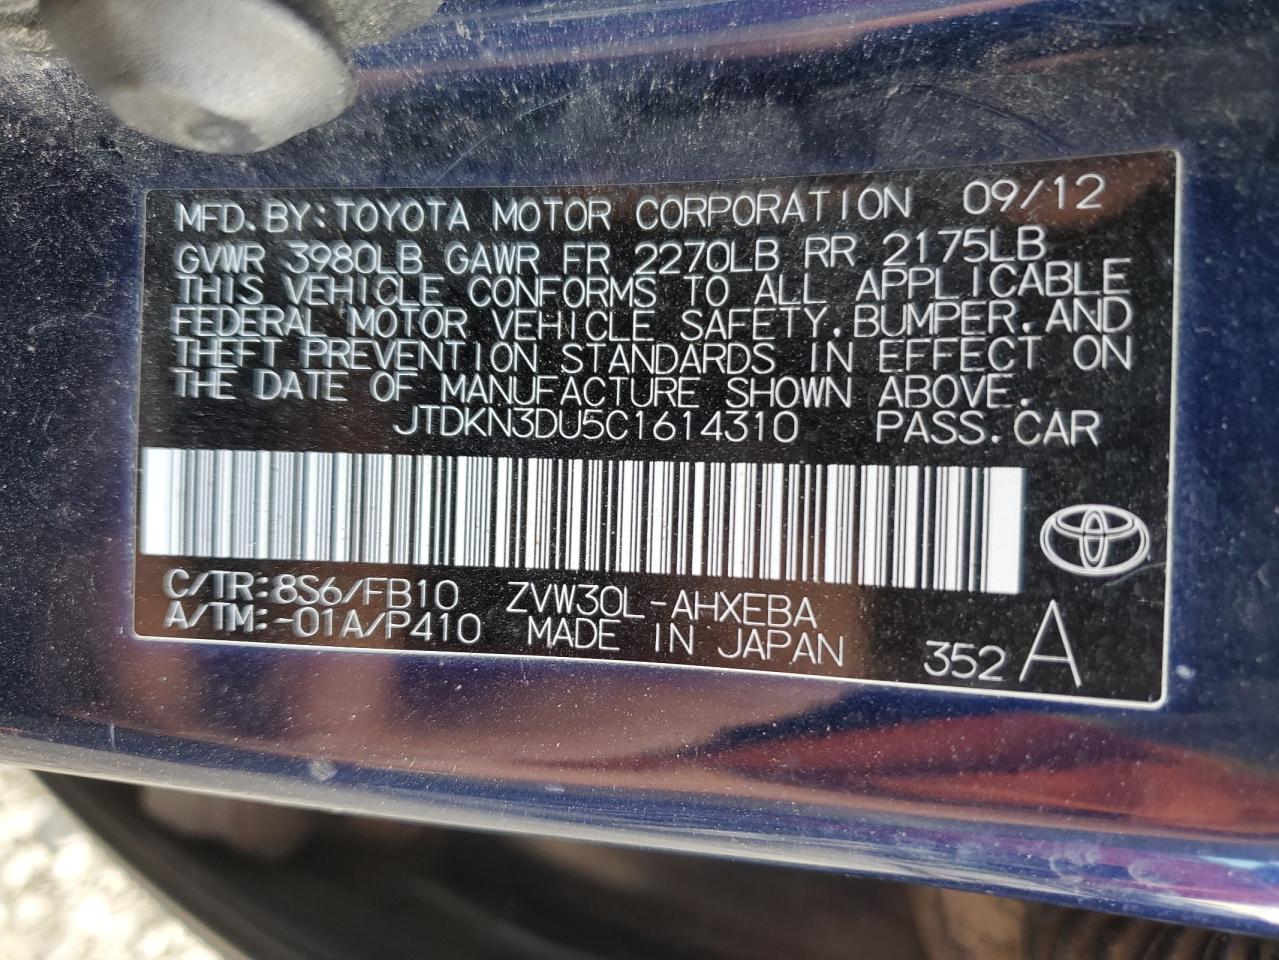 MFD.BY:TOYOTA MOTOR CORPORATION 09/12
GVWR 3980LB GAWR FR 2270LB RR 2175LB
THIS VEHICLE CONFORMS TO ALL APPLICABLE
FEDERAL MOTOR VEHICLE SAFETY,BUMPER,AND
THEFT PREVENTION STANDARDS IN EFFECT ON
THE DATE OF MANUFACTURE SHOWN ABOVE.
JTDKN3DU5C1614310 PASS.CAR
C/TR:8S6/FB10 ZVW30L-AHXEBA
A/TM:-01A/P410 MADE IN JAPAN 352 A